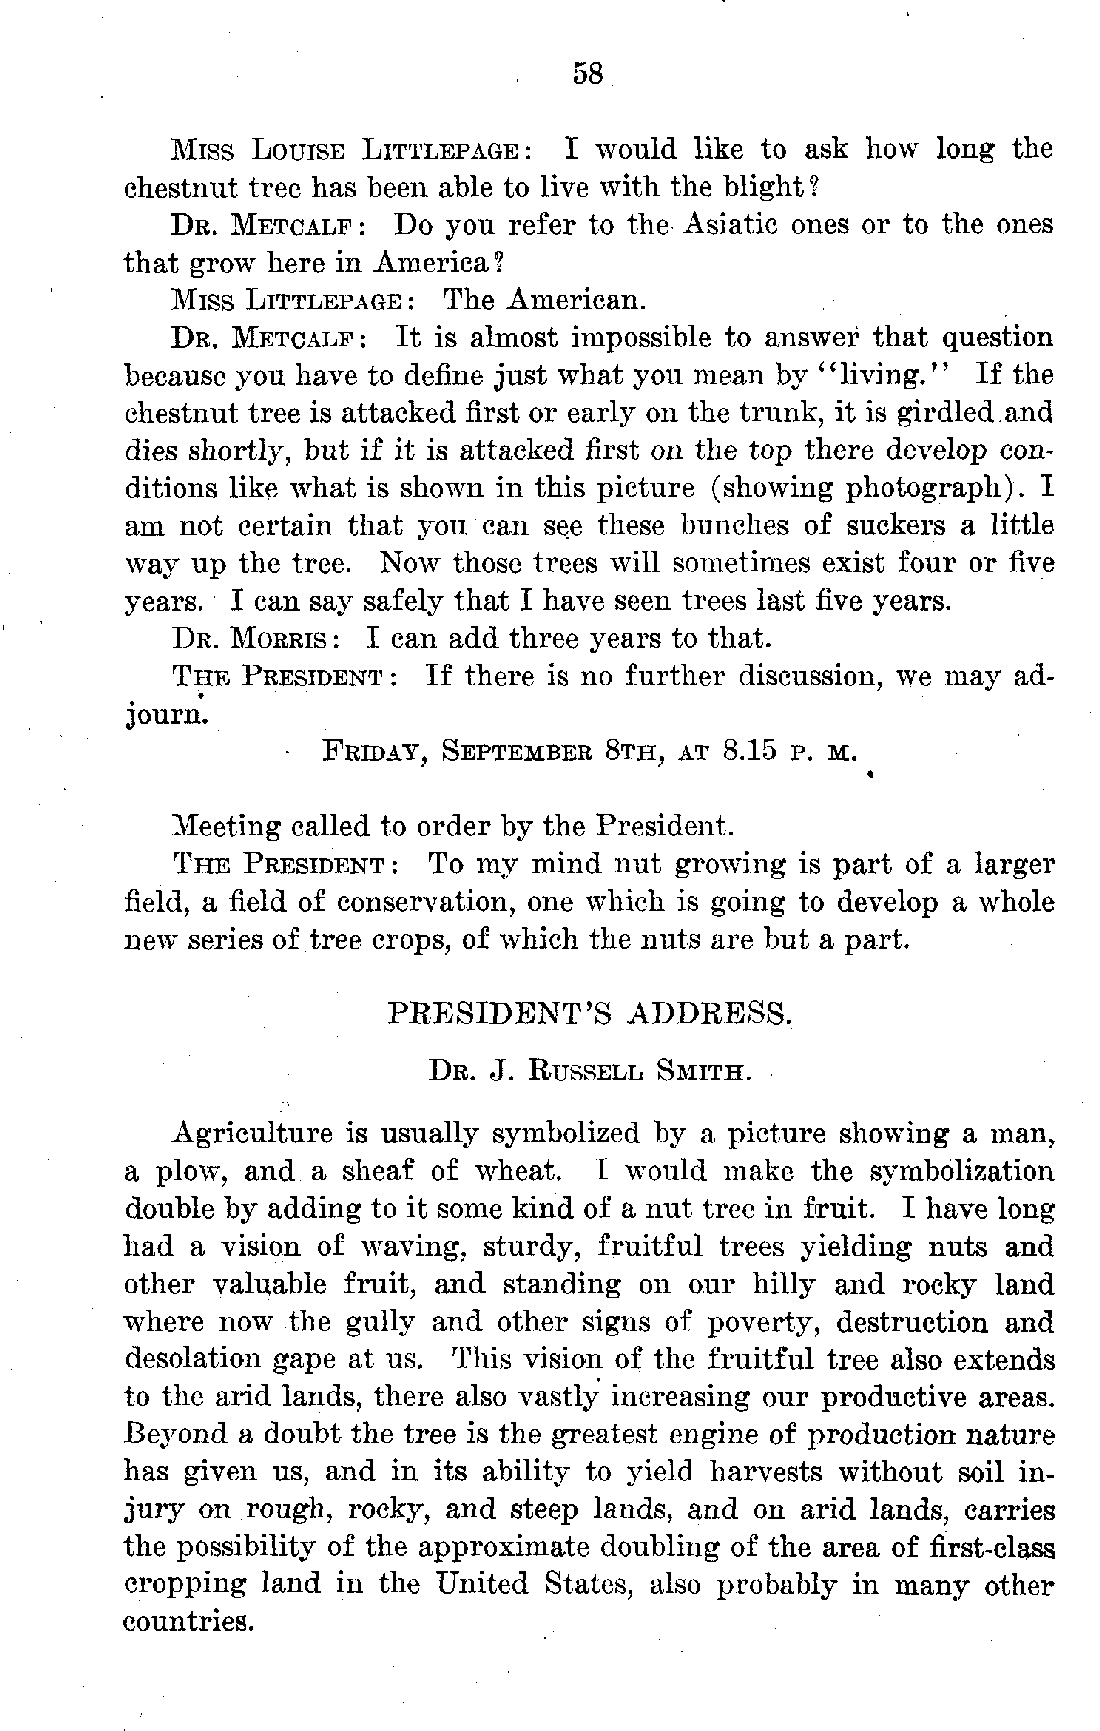 58
MISS LOUISE LITTLEPAGE: I would like to ask how long the
chestnut tree has been able to live with the blight?
DR. METCALF: Do you refer to the Asiatic ones or to the ones
that grow here in America?
MISS LITTLEPAGE: The American.
DR. METCALF: It is almost impossible to answer that question
because you have to define just what you mean by "living." If the
chestnut tree is attacked first or early on the trunk, it is girdled and
dies shortly, but if it is attacked first on the top there develop con-
ditions like what is shown in this picture (showing photograph). I
am not certain that you can see these bunches of suckers a little
way up the tree. Now those trees will sometimes exist four or five
years. I can say safely that I have seen trees last five years.
DR. MORRIS: I can add three years to that.
THE PRESIDENT: If there is no further discussion, we may ad-
journ.
FRIDAY, SEPTEMBER 8TH, AT 8.15 P. M.
Meeting called to order by the President.
THE PRESIDENT: To my mind nut growing is part of a larger
field, a field of conservation, one which is going to develop a whole
new series of tree crops, of which the nuts are but a part.
PRESIDENT'S ADDRESS.
DR. J. RUSSELL SMITH.
Agriculture is usually symbolized by a picture showing a man,
a plow, and a sheaf of wheat. I would make the symbolization
double by adding to it some kind of a nut tree in fruit. I have long
had a vision of waving, sturdy, fruitful trees yielding nuts and
other valuable fruit, and standing on our hilly and rocky land
where now the gully and other signs of poverty, destruction and
desolation gape at us. This vision of the fruitful tree also extends
to the arid lands, there also vastly increasing our productive areas.
Beyond a doubt the tree is the greatest engine of production nature
has given us, and in its ability to yield harvests without soil in-
jury on rough, rocky, and steep lands, and on arid lands, carries
the possibility of the approximate doubling of the area of first-class
cropping land in the United States, also probably in many other
countries.